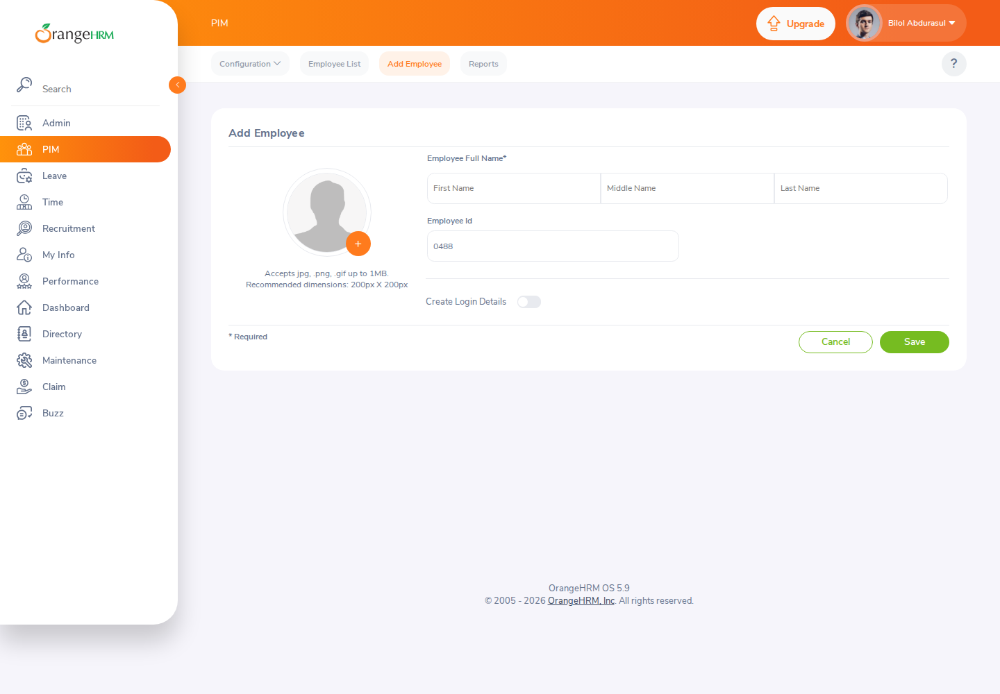 OrangeHRM
PIM
Upgrade
Bilol Abdurasul
Search
Admin
PIM
Leave
Time
Recruitment
My Info
Performance
Dashboard
Directory
Maintenance
Claim
Buzz
Configuration
Employee List
Add Employee
Reports
?
Add Employee
Employee Full Name*
First Name
Middle Name
Last Name
Employee Id
0488
+
Accepts jpg, .png, .gif up to 1MB.
Recommended dimensions: 200px X 200px
Create Login Details
* Required
Cancel
Save
OrangeHRM OS 5.9
© 2005 - 2026 OrangeHRM, Inc. All rights reserved.